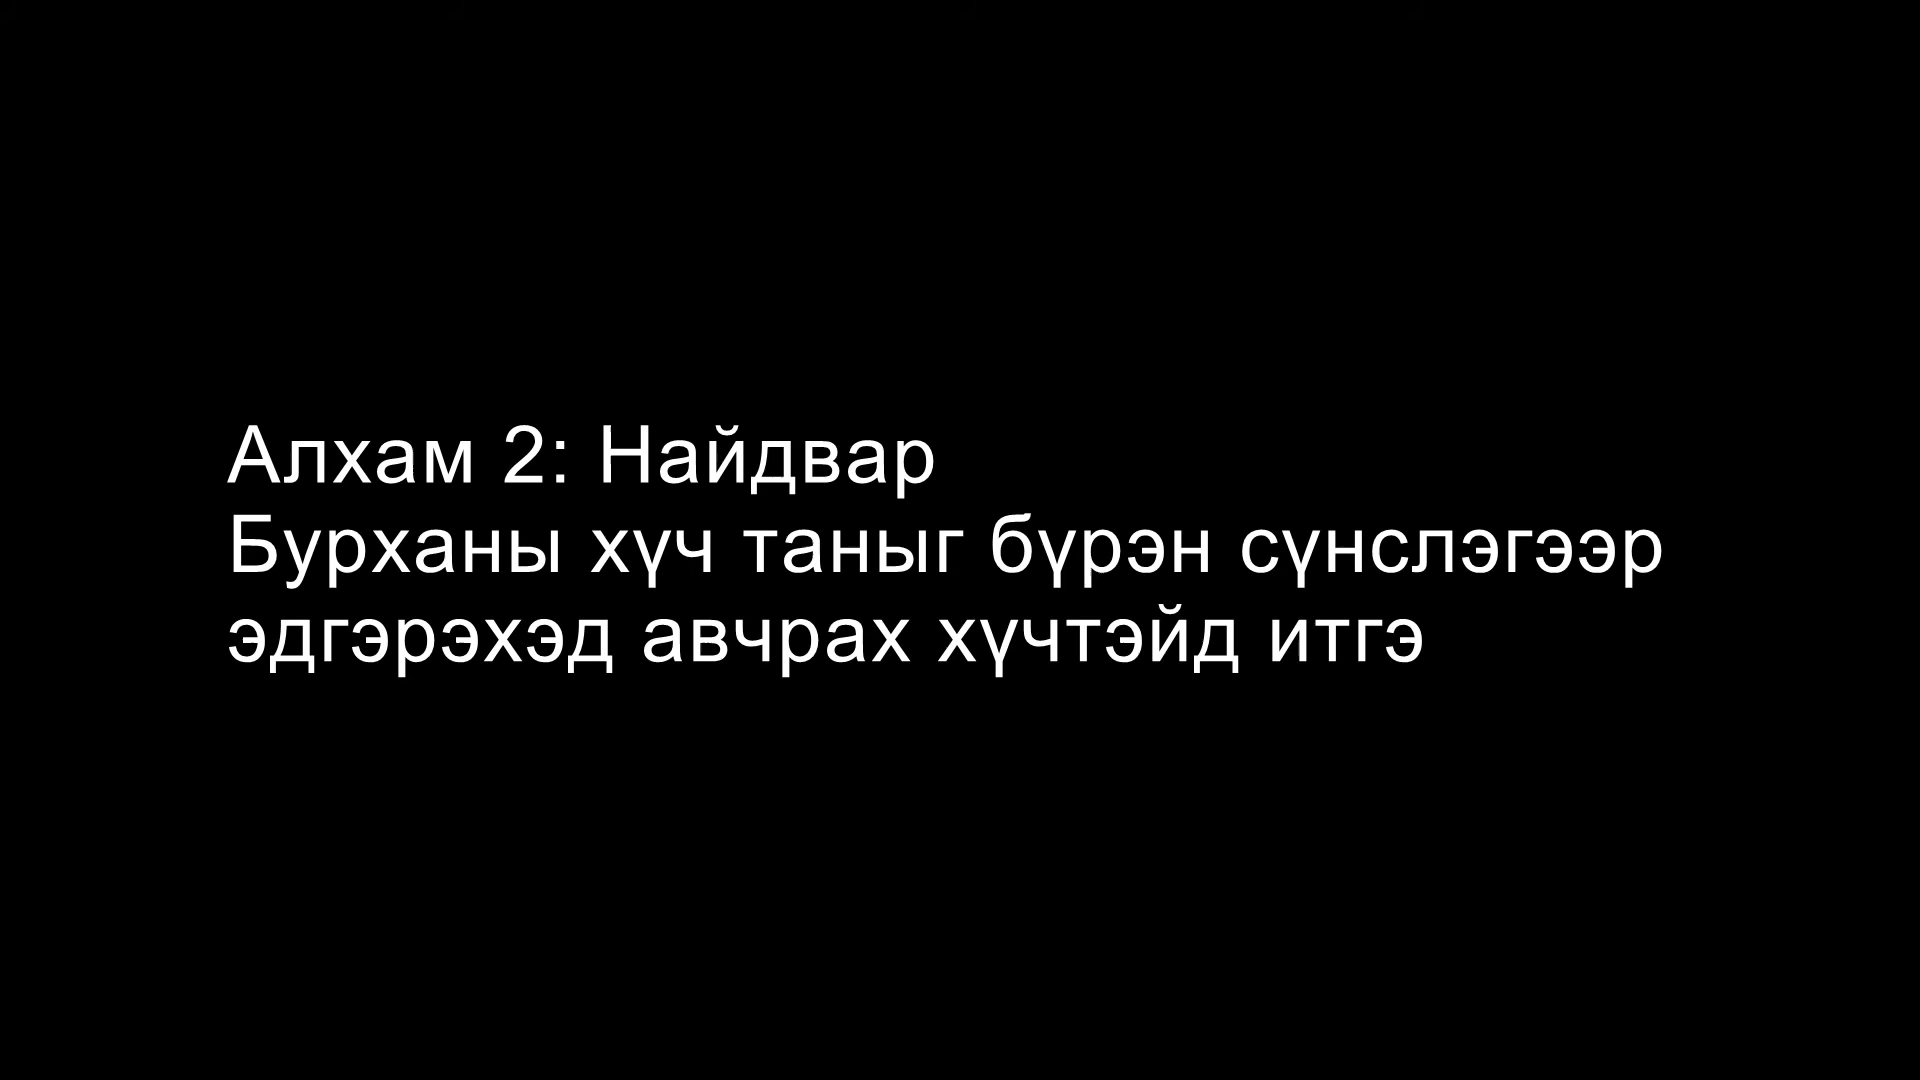 Алхам 2: Найдвар
Бурханы хүч таныг бүрэн сүнслэгээр
эдгэрэхэд авчрах хүчтэйд итгэ